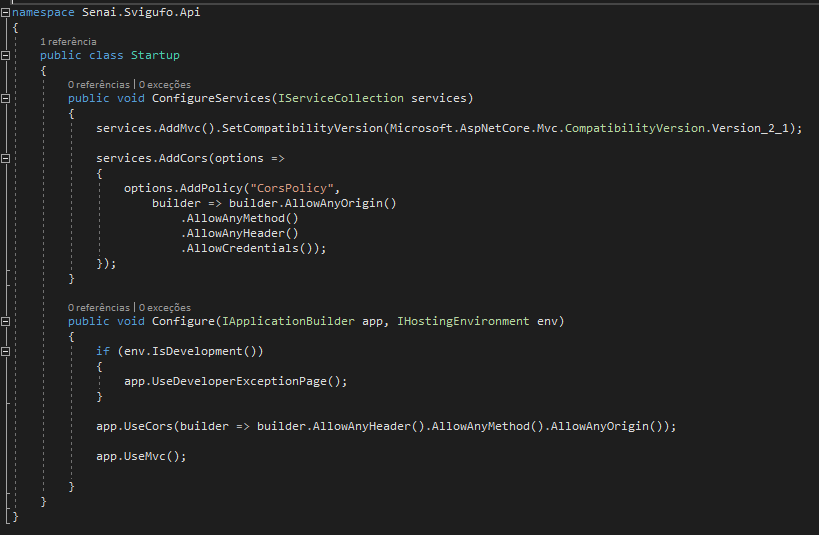 namespace Senai.Svigufo.Api
{
1 referência
public class Startup
{
0 referências | 0 exceções
public void ConfigureServices(IServiceCollection services)
{
services.AddMvc().SetCompatibilityVersion(Microsoft.AspNetCore.Mvc.CompatibilityVersion.Version_2_1);
services.AddCors(options =>
{
options.AddPolicy("CorsPolicy",
builder => builder.AllowAnyOrigin()
.AllowAnyMethod()
.AllowAnyHeader()
.AllowCredentials());
});
}
0 referências | 0 exceções
public void Configure(IApplicationBuilder app, IHostingEnvironment env)
{
if (env.IsDevelopment())
{
app.UseDeveloperExceptionPage();
}
app.UseCors(builder => builder.AllowAnyHeader().AllowAnyMethod().AllowAnyOrigin());
app.UseMvc();
}
}
}